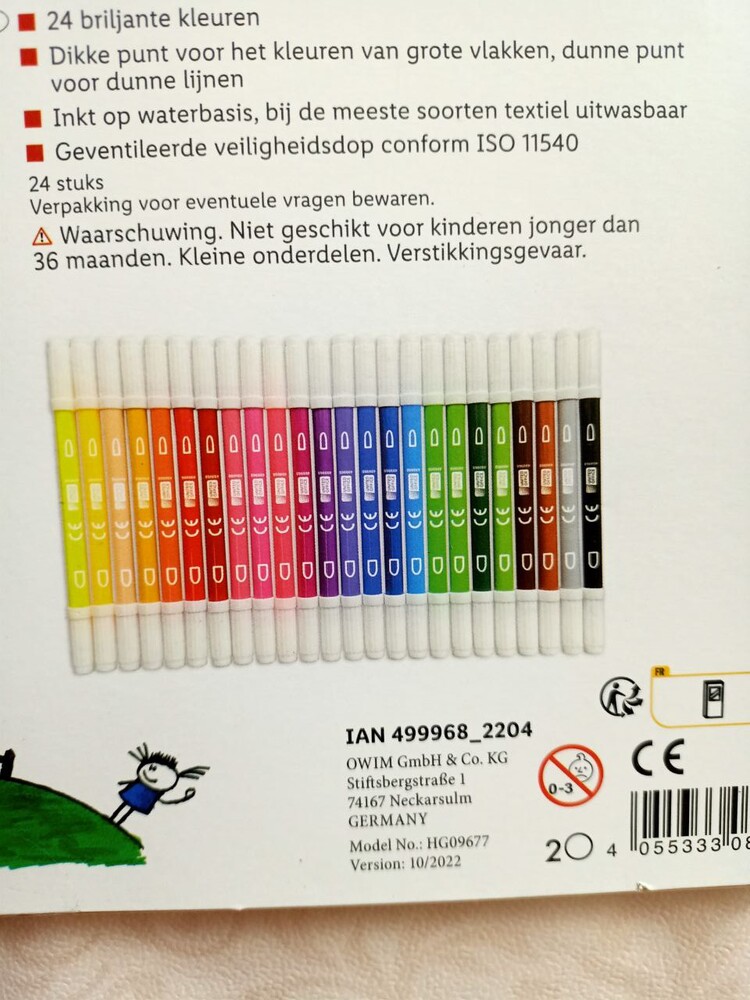 24 briljante kleuren
Dikke punt voor het kleuren van grote vlakken, dunne punt
voor dunne lijnen
Inkt op waterbasis, bij de meeste soorten textiel uitwasbaar
Geventileerde veiligheidsdop conform ISO 11540
24 stuks
Verpakking voor eventuele vragen bewaren.
Waarschuwing. Niet geschikt voor kinderen jonger dan
36 maanden. Kleine onderdelen. Verstikkingsgevaar.
FR
IAN 499968_2204
OWIM GmbH & Co. KG
Stiftsbergstraße 1
74167 Neckarsulm
GERMANY
Model No.: HG09677
Version: 10/2022
0-3
CE
20
4 055333 08